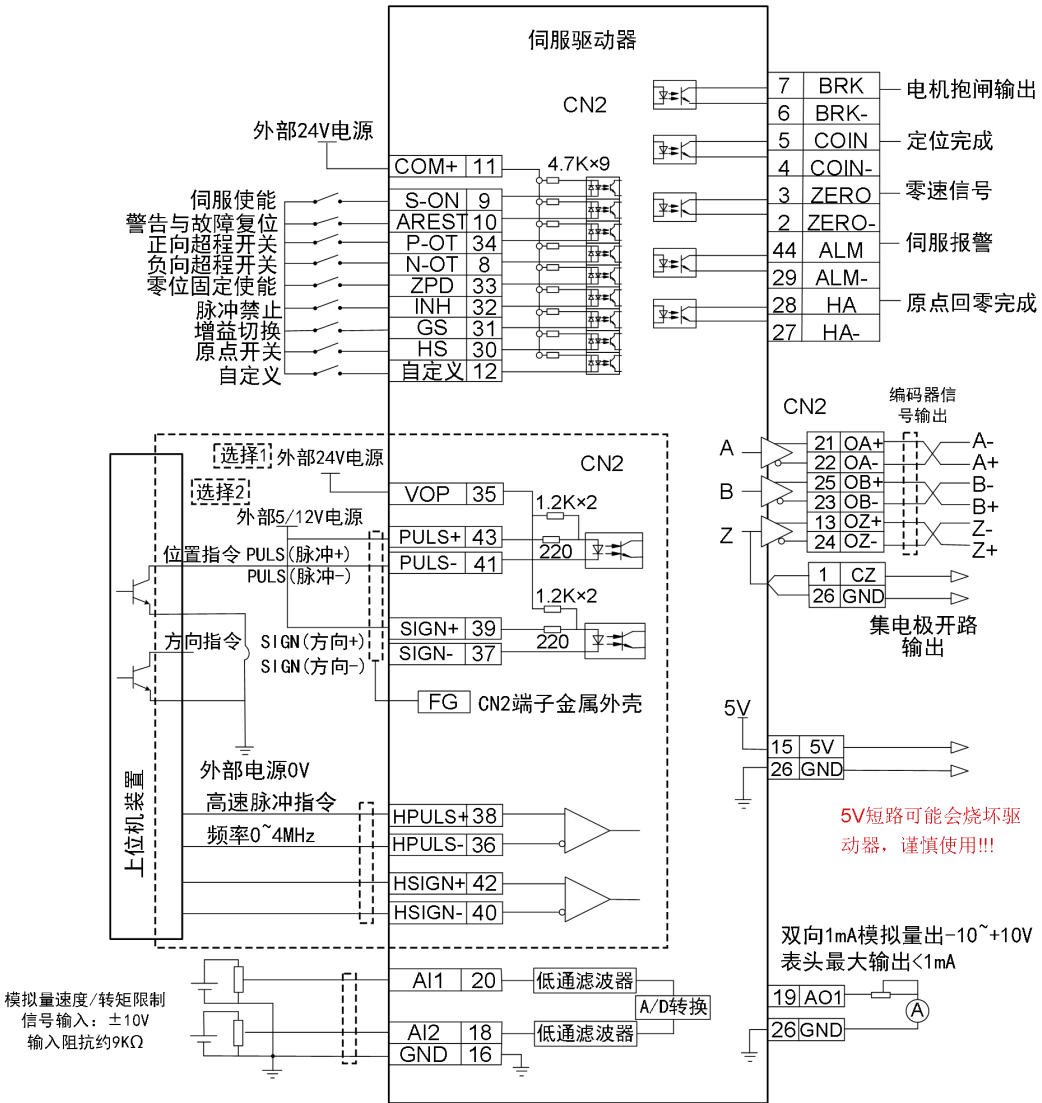 伺服驱动器
CN2
外部24V电源
COM+ 11
4.7K×9
伺服使能 S-ON 9
警告与故障复位 AREST 10
正向超程开关 P-OT 34
负向超程开关 N-OT 8
零位固定使能 ZPD 33
脉冲禁止 INH 32
增益切换 GS 31
原点开关 HS 30
自定义 自定义 12
7 BRK 电机抱闸输出
6 BRK-
5 COIN 定位完成
4 COIN-
3 ZERO 零速信号
2 ZERO-
44 ALM 伺服报警
29 ALM-
28 HA 原点回零完成
27 HA-
CN2
编码器信
号输出
A 21 OA+ A-
22 OA- A+
B 25 OB+ B-
23 OB- B+
Z 13 OZ+ Z-
24 OZ- Z+
1 CZ
26 GND
集电极开路
输出
选择1 外部24V电源
CN2
选择2
VOP 35
1.2K×2
外部5/12V电源
PULS+ 43
220
位置指令 PULS(脉冲+)
PULS- 41
PULS(脉冲-)
1.2K×2
SIGN+ 39
220
方向指令 SIGN(方向+)
SIGN- 37
SIGN(方向-)
FG CN2端子金属外壳
外部电源0V
上位机装置
高速脉冲指令
HPULS+ 38
频率0~4MHz
HPULS- 36
HSIGN+ 42
HSIGN- 40
5V
15 5V
26 GND
5V短路可能会烧坏驱
动器，谨慎使用!!!
模拟量速度/转矩限制
信号输入：±10V
输入阻抗约9KΩ
AI1 20 低通滤波器
A/D转换
AI2 18 低通滤波器
GND 16
双向1mA模拟量出-10~+10V
表头最大输出<1mA
19 AO1
A
26 GND